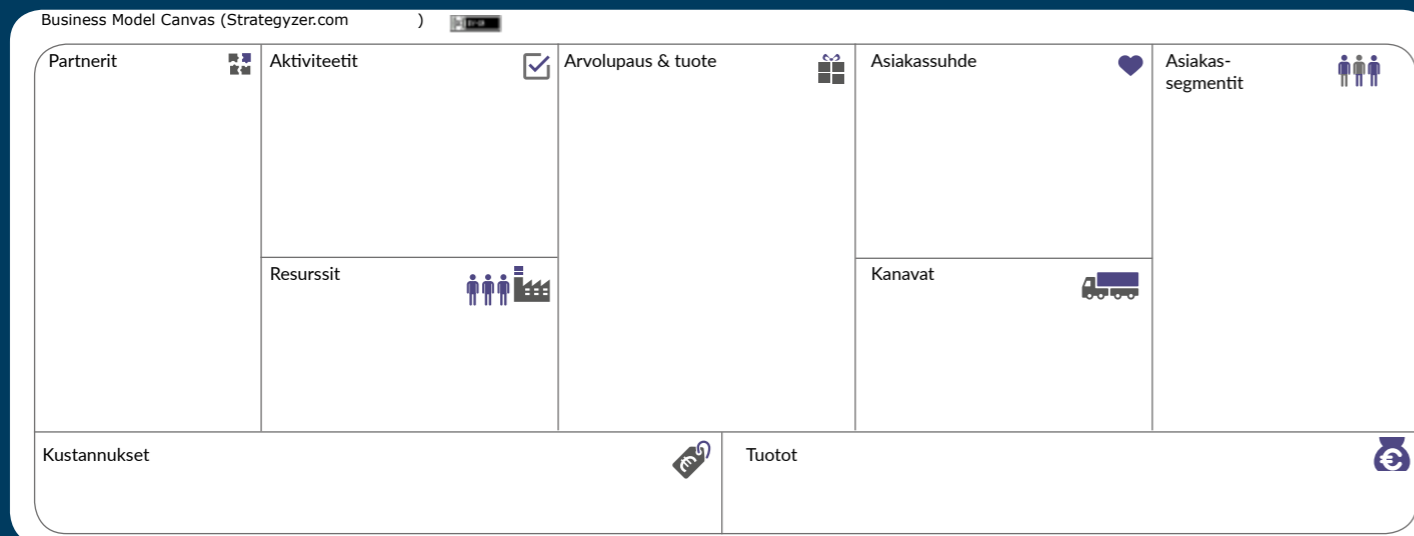 Business Model Canvas (Strategyzer.com )
Partnerit
Aktiviteetit
Arvolupaus & tuote
Asiakassuhde
Asiakas-
segmentit
Resurssit
Kanavat
Kustannukset
Tuotot